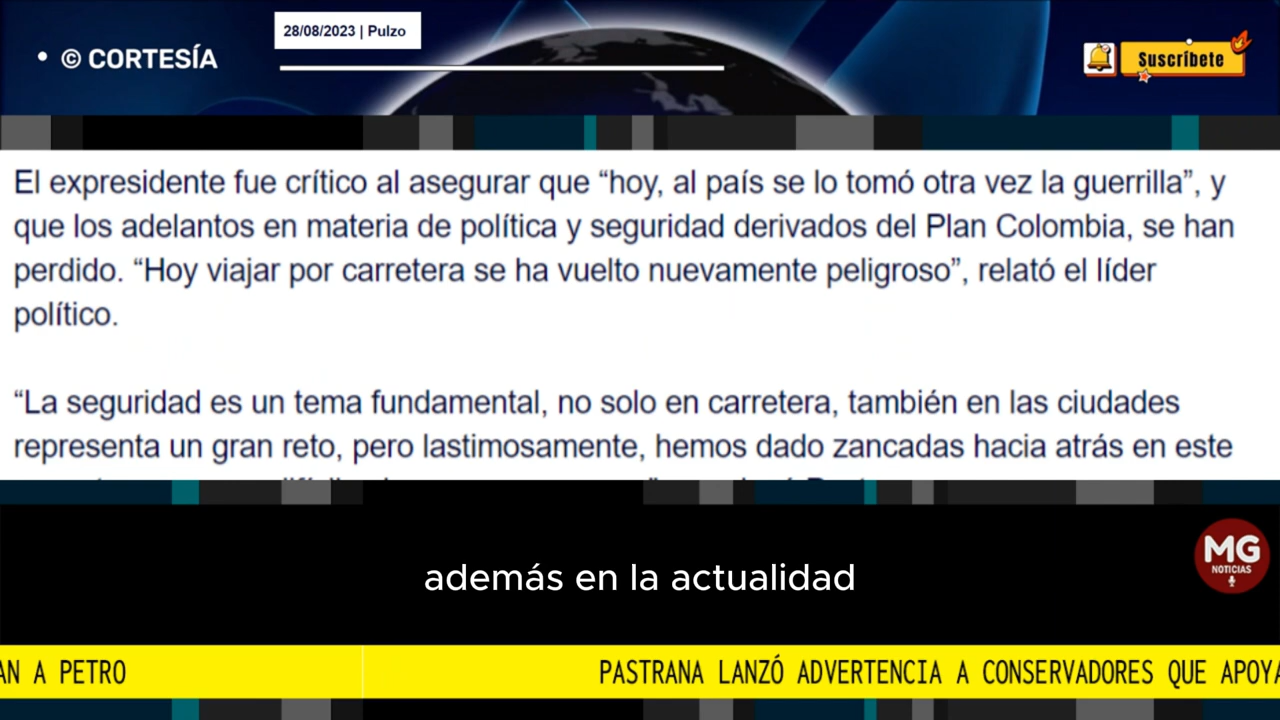 28/08/2023 | Pulzo
• © CORTESÍA
Suscríbete
El expresidente fue crítico al asegurar que “hoy, al país se lo tomó otra vez la guerrilla”, y
que los adelantos en materia de política y seguridad derivados del Plan Colombia, se han
perdido. “Hoy viajar por carretera se ha vuelto nuevamente peligroso”, relató el líder
político.
“La seguridad es un tema fundamental, no solo en carretera, también en las ciudades
representa un gran reto, pero lastimosamente, hemos dado zancadas hacia atrás en este
MG
NOTICIAS
además en la actualidad
A PETRO
PASTRANA LANZÓ ADVERTENCIA A CONSERVADORES QUE